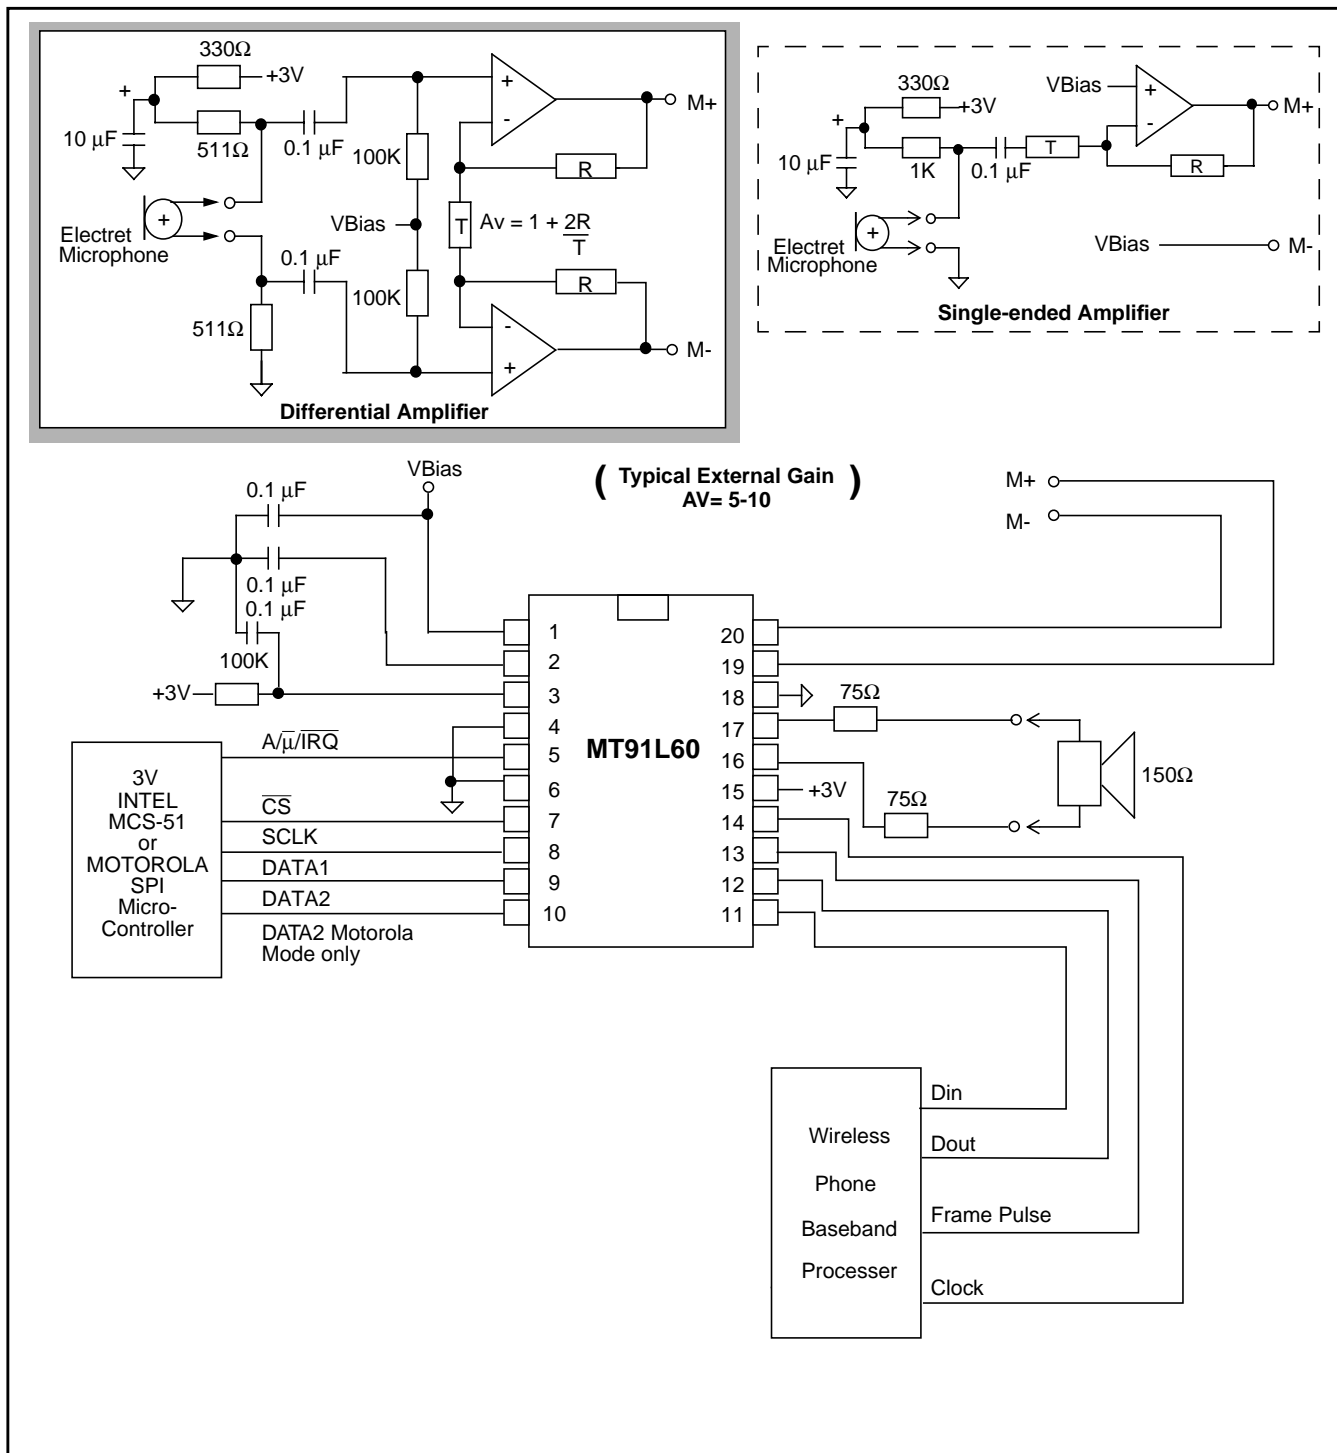 330Ω
+3V
+
10 µF
511Ω
0.1 µF
100K
+
-
M+
R
VBias
T
Av = 1 + 2R
T
+
Electret
Microphone
0.1 µF
100K
R
511Ω
-
+
M-
Differential Amplifier
330Ω
+3V
+
10 µF
1K
0.1 µF
T
VBias
+
-
M+
R
+
Electret
Microphone
VBias
M-
Single-ended Amplifier
VBias
( Typical External Gain )
AV= 5-10
M+
M-
0.1 µF
0.1 µF
0.1 µF
100K
+3V
1
2
3
4
5
6
7
8
9
10
MT91L60
20
19
18
17
16
15
14
13
12
11
75Ω
75Ω
+3V
150Ω
3V
INTEL
MCS-51
or
MOTOROLA
SPI
Micro-
Controller
A/μ̅/I̅R̅Q̅
C̅S̅
SCLK
DATA1
DATA2
DATA2 Motorola
Mode only
Wireless
Phone
Baseband
Processer
Din
Dout
Frame Pulse
Clock